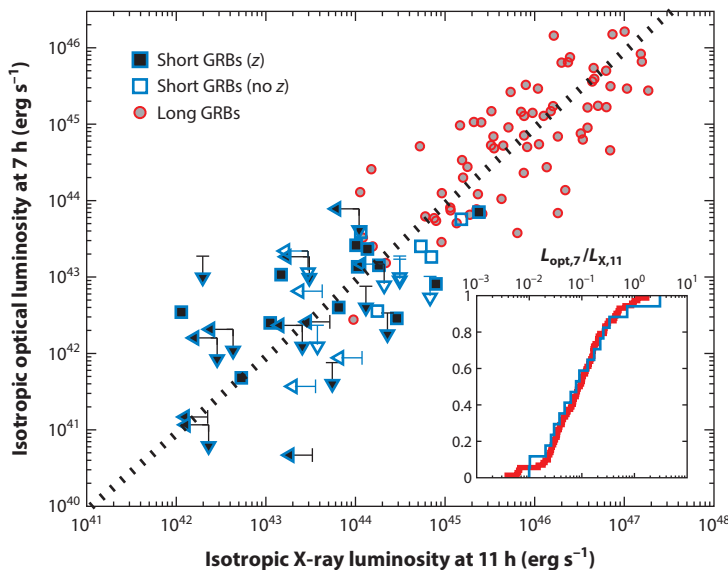 10⁴⁶
10⁴⁵
10⁴⁴
10⁴³
10⁴²
10⁴¹
10⁴⁰
Isotropic optical luminosity at 7 h (erg s⁻¹)
Short GRBs (z)
Short GRBs (no z)
Long GRBs
L_opt,7/L_X,11
10⁻³ 10⁻² 10⁻¹ 10⁰ 10¹
1
0.8
0.6
0.4
0.2
0
10⁴¹ 10⁴² 10⁴³ 10⁴⁴ 10⁴⁵ 10⁴⁶ 10⁴⁷ 10⁴⁸
Isotropic X-ray luminosity at 11 h (erg s⁻¹)